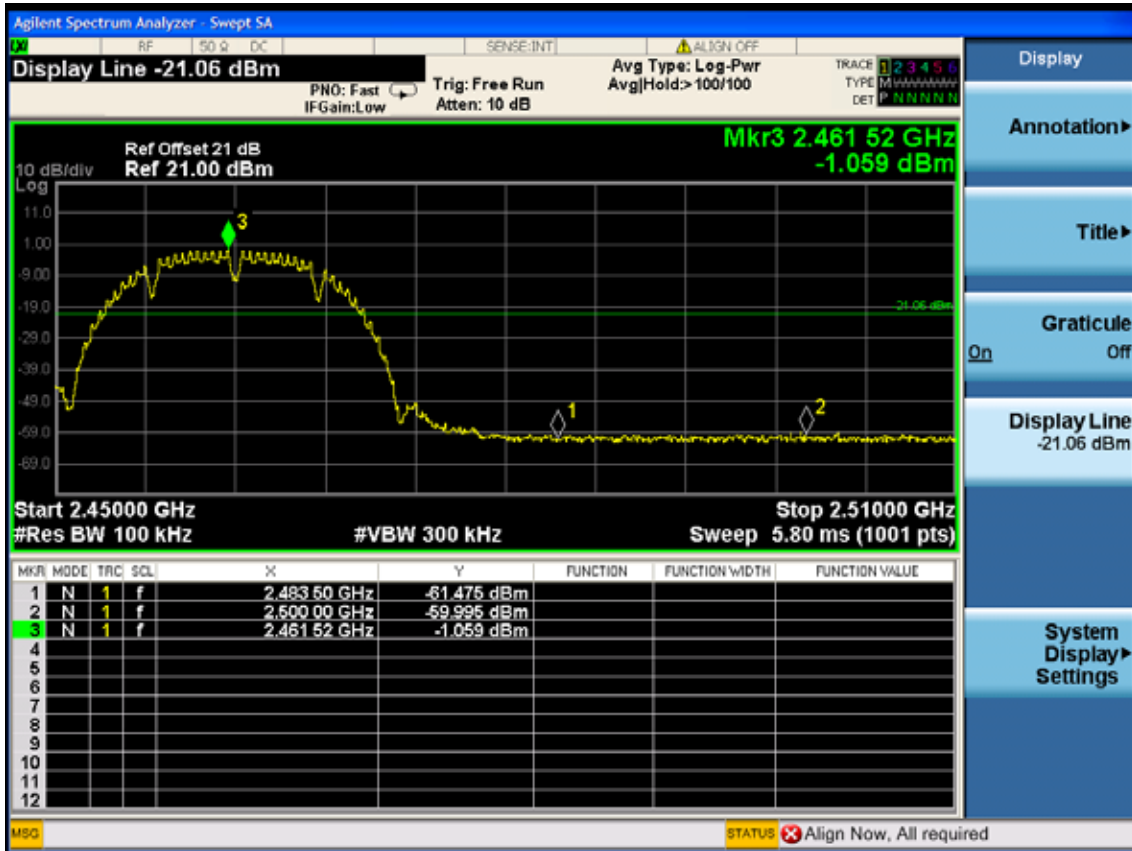 Agilent Spectrum Analyzer - Swept SA
LXI RF 50 Ω DC SENSE:INT ALIGN OFF
Display Line -21.06 dBm
PNO: Fast
IFGain:Low
Trig: Free Run
Atten: 10 dB
Avg Type: Log-Pwr
Avg|Hold:>100/100
TRACE 1 2 3 4 5 6
TYPE M
DET P N N N N N
Mkr3 2.461 52 GHz
-1.059 dBm
Ref Offset 21 dB
10 dB/div Ref 21.00 dBm
Log
11.0
1.00
-9.00
-19.0
-29.0
-39.0
-49.0
-59.0
-69.0
3
-21.06 dBm
1
2
Start 2.45000 GHz Stop 2.51000 GHz
#Res BW 100 kHz #VBW 300 kHz Sweep 5.80 ms (1001 pts)
MKR MODE TRC SCL X Y FUNCTION FUNCTION WIDTH FUNCTION VALUE
1 N 1 f 2.483 50 GHz -61.475 dBm
2 N 1 f 2.500 00 GHz -59.995 dBm
3 N 1 f 2.461 52 GHz -1.059 dBm
4
5
6
7
8
9
10
11
12
MSG STATUS Align Now, All required
Display
Annotation
Title
Graticule
On Off
Display Line
-21.06 dBm
System
Display
Settings